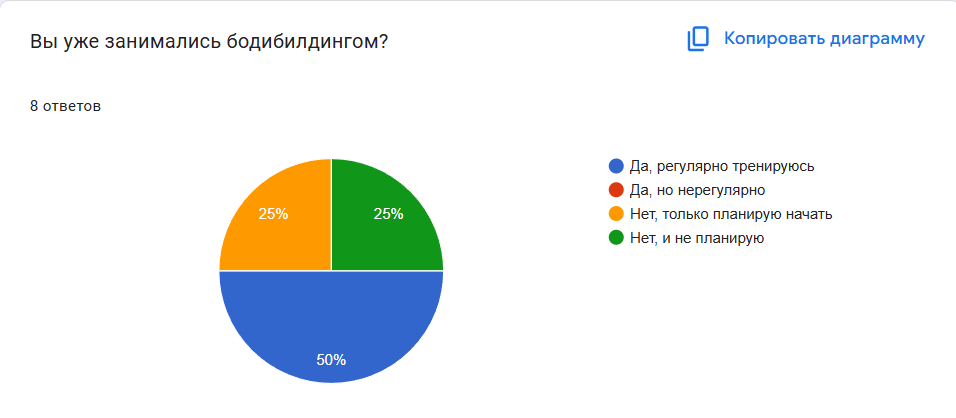 Вы уже занимались бодибилдингом?
Копировать диаграмму
8 ответов
25%
25%
50%
Да, регулярно тренируюсь
Да, но нерегулярно
Нет, только планирую начать
Нет, и не планирую